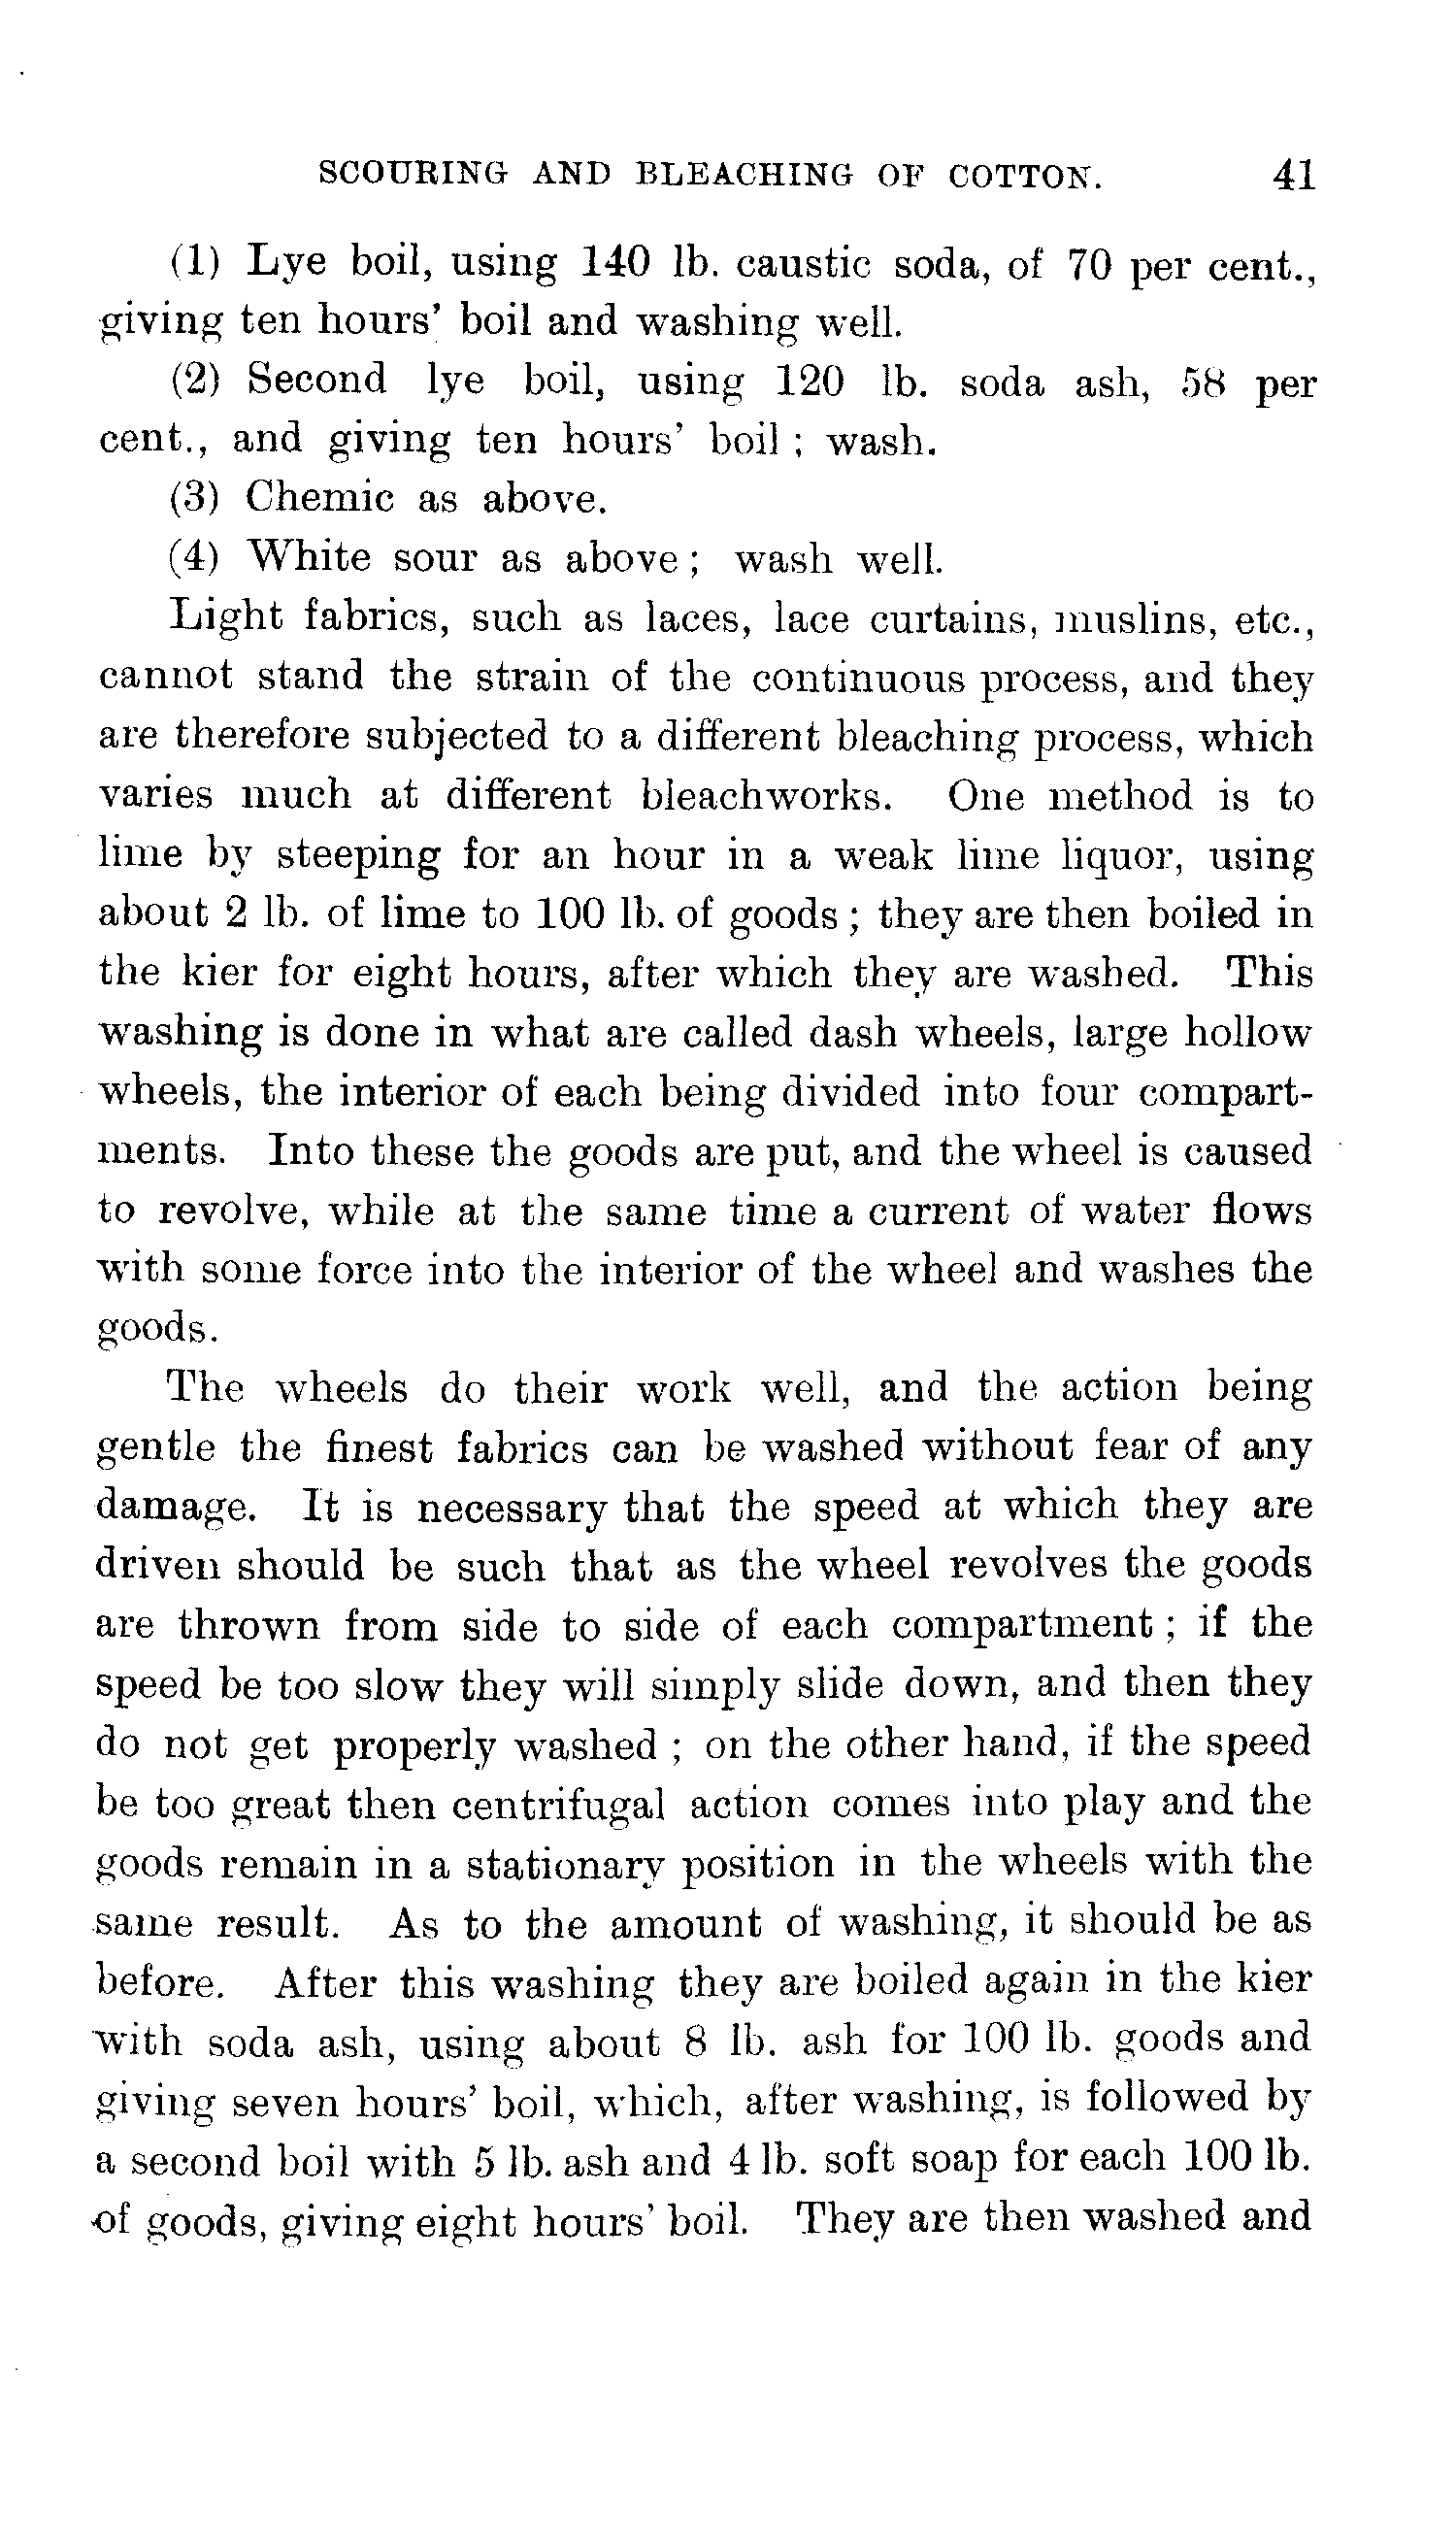 SCOURING AND BLEACHING OF COTTON. 41
(1) Lye boil, using 140 lb. caustic soda, of 70 per cent.,
giving ten hours' boil and washing well.
(2) Second lye boil, using 120 lb. soda ash, 58 per
cent., and giving ten hours' boil ; wash.
(3) Chemic as above.
(4) White sour as above ; wash well.
Light fabrics, such as laces, lace curtains, muslins, etc.,
cannot stand the strain of the continuous process, and they
are therefore subjected to a different bleaching process, which
varies much at different bleachworks. One method is to
lime by steeping for an hour in a weak lime liquor, using
about 2 lb. of lime to 100 lb. of goods ; they are then boiled in
the kier for eight hours, after which they are washed. This
washing is done in what are called dash wheels, large hollow
wheels, the interior of each being divided into four compart-
ments. Into these the goods are put, and the wheel is caused
to revolve, while at the same time a current of water flows
with some force into the interior of the wheel and washes the
goods.
The wheels do their work well, and the action being
gentle the finest fabrics can be washed without fear of any
damage. It is necessary that the speed at which they are
driven should be such that as the wheel revolves the goods
are thrown from side to side of each compartment ; if the
speed be too slow they will simply slide down, and then they
do not get properly washed ; on the other hand, if the speed
be too great then centrifugal action comes into play and the
goods remain in a stationary position in the wheels with the
same result. As to the amount of washing, it should be as
before. After this washing they are boiled again in the kier
with soda ash, using about 8 lb. ash for 100 lb. goods and
giving seven hours' boil, which, after washing, is followed by
a second boil with 5 lb. ash and 4 lb. soft soap for each 100 lb.
of goods, giving eight hours' boil. They are then washed and